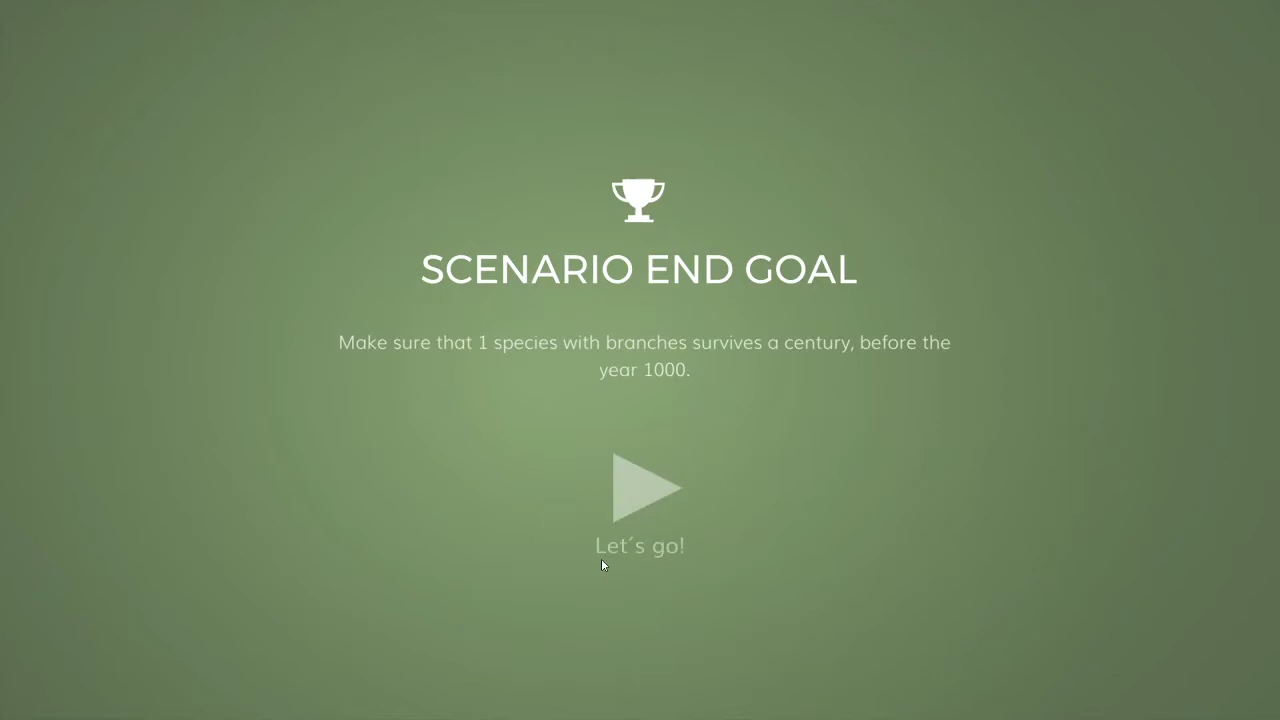 SCENARIO END GOAL
Make sure that 1 species with branches survives a century, before the
year 1000.
Let´s go!